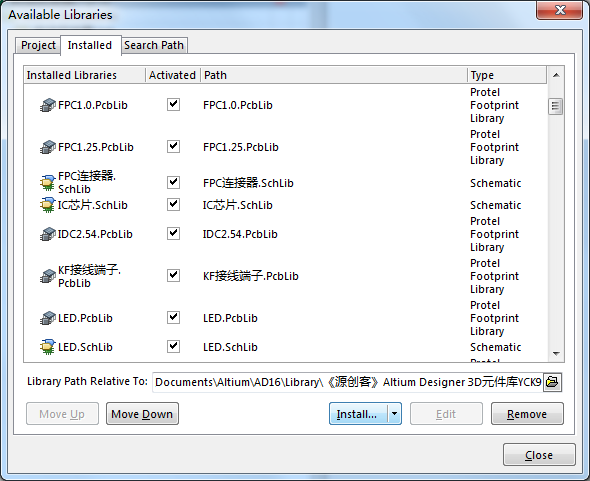 Available Libraries
Project Installed Search Path
Installed Libraries Activated Path Type
FPC1.0.PcbLib FPC1.0.PcbLib Protel Footprint Library
FPC1.25.PcbLib FPC1.25.PcbLib Protel Footprint Library
FPC连接器.SchLib FPC连接器.SchLib Schematic
IC芯片.SchLib IC芯片.SchLib Schematic
IDC2.54.PcbLib IDC2.54.PcbLib Protel Footprint Library
KF接线端子.PcbLib KF接线端子.PcbLib Protel Footprint Library
LED.PcbLib LED.PcbLib Protel Footprint Library
LED.SchLib LED.SchLib Schematic
Library Path Relative To: Documents\Altium\AD16\Library\《源创客》Altium Designer 3D元件库YCK9
Move Up Move Down Install... Edit Remove
Close